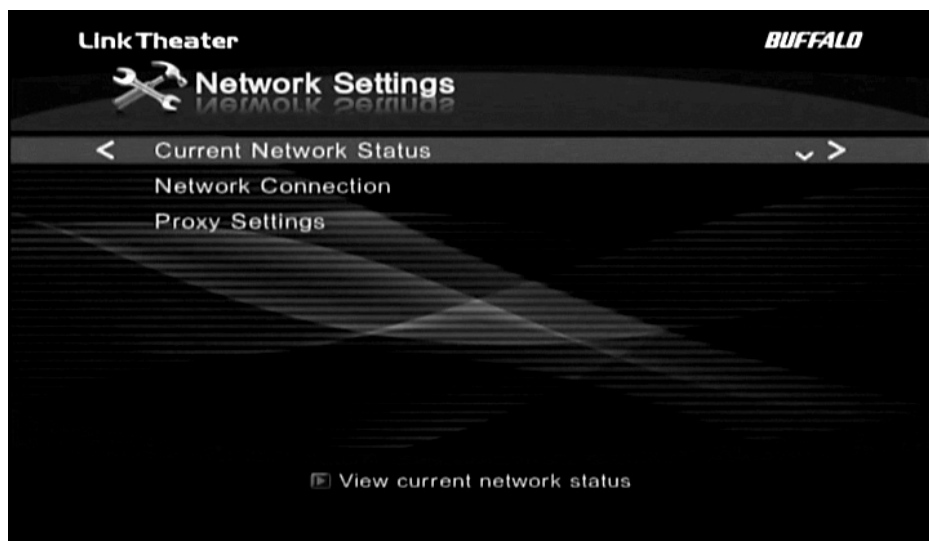 LinkTheater
BUFFALO
Network Settings
< Current Network Status >
Network Connection
Proxy Settings
View current network status